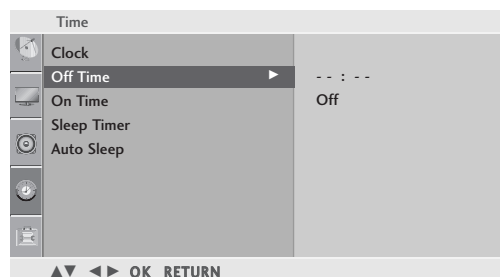 Time
Clock
Off Time ► - - : - -
On Time Off
Sleep Timer
Auto Sleep
▲▼ ◄► OK RETURN